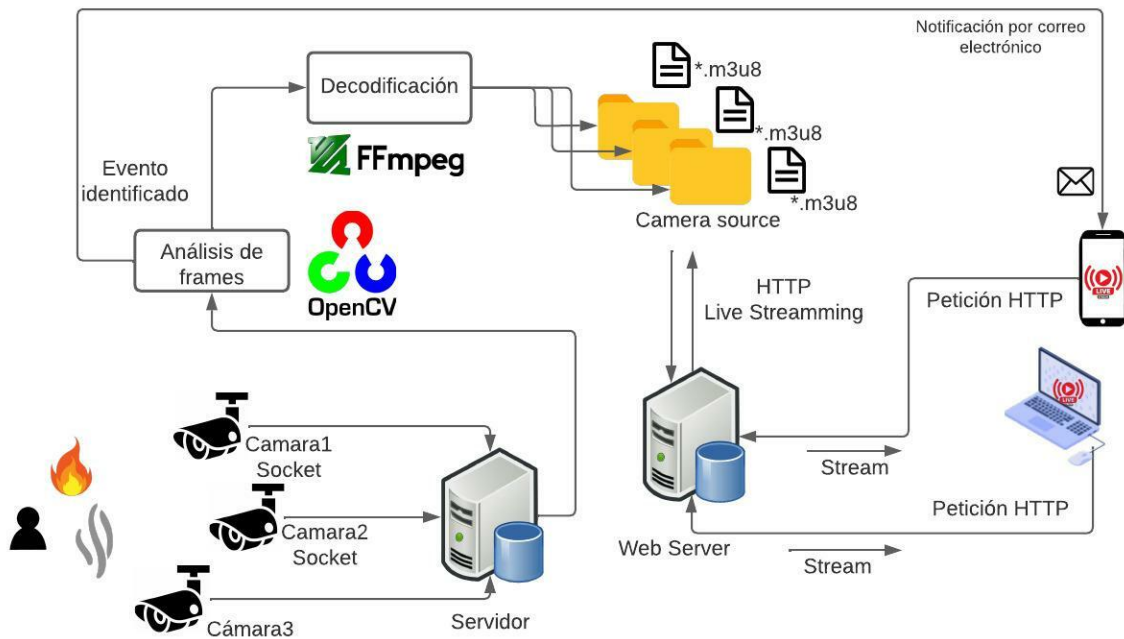 Notificación por correo
electrónico
Decodificación
*.m3u8
*.m3u8
*.m3u8
FFmpeg
Evento
identificado
Camera source
Análisis de
frames
OpenCV
HTTP
Live Streamming
Petición HTTP
LIVE
LIVE
Camara1
Socket
Stream
Petición HTTP
Camara2
Socket
Web Server
Stream
Servidor
Cámara3